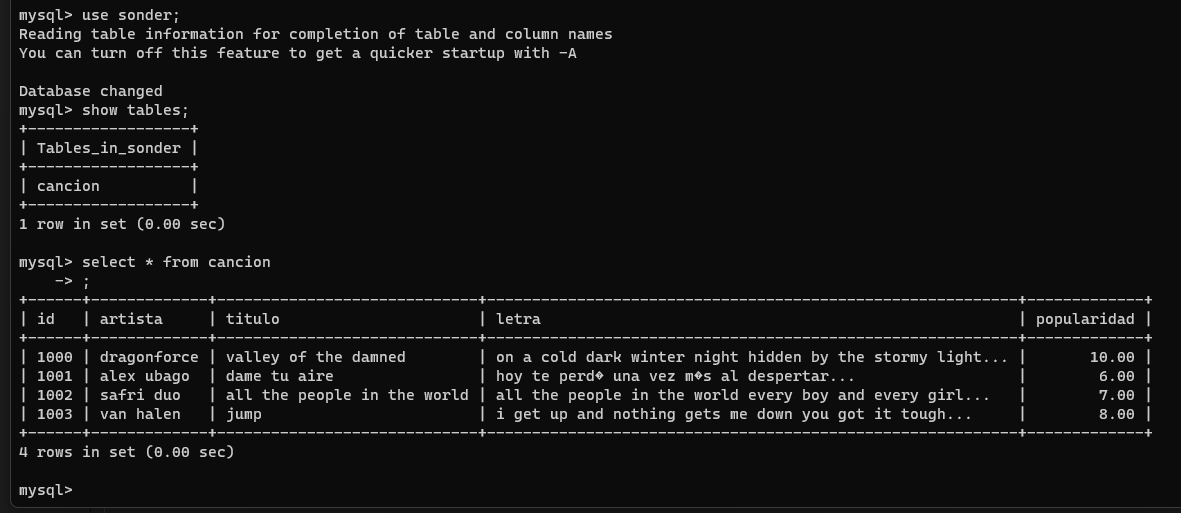 mysql> use sonder;
Reading table information for completion of table and column names
You can turn off this feature to get a quicker startup with -A

Database changed
mysql> show tables;
+------------------+
| Tables_in_sonder |
+------------------+
| cancion          |
+------------------+
1 row in set (0.00 sec)

mysql> select * from cancion
    -> ;
+------+-------------+-----------------------------+-----------------------------------------------------------+-------------+
| id   | artista     | titulo                      | letra                                                     | popularidad |
+------+-------------+-----------------------------+-----------------------------------------------------------+-------------+
| 1000 | dragonforce | valley of the damned        | on a cold dark winter night hidden by the stormy light... |       10.00 |
| 1001 | alex ubago  | dame tu aire                | hoy te perd� una vez m�s al despertar...                  |        6.00 |
| 1002 | safri duo   | all the people in the world | all the people in the world every boy and every girl...   |        7.00 |
| 1003 | van halen   | jump                        | i get up and nothing gets me down you got it tough...     |        8.00 |
+------+-------------+-----------------------------+-----------------------------------------------------------+-------------+
4 rows in set (0.00 sec)

mysql>